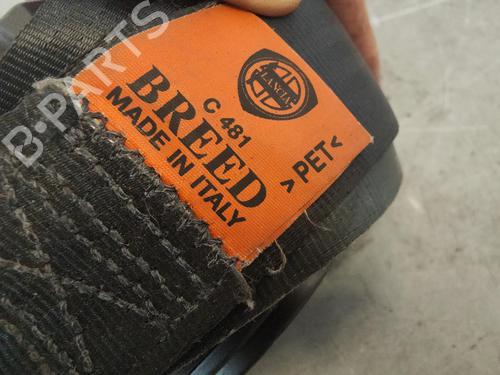 B-PARTS
LANCIA
C 481
BREED
MADE IN ITALY
>PET<